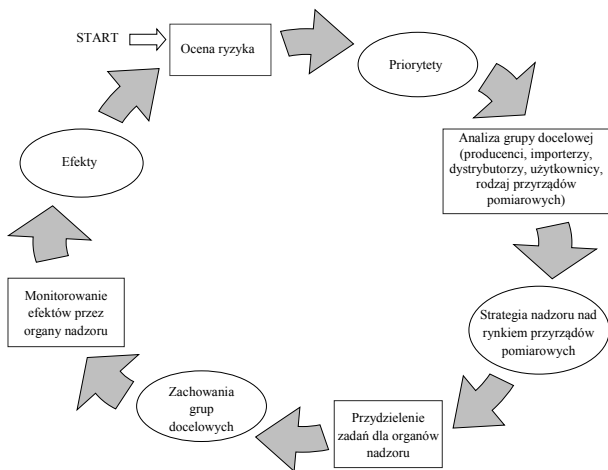 START
Ocena ryzyka
Priorytety
Analiza grupy docelowej
(producenci, importerzy,
dystrybutorzy, użytkownicy,
rodzaj przyrządów
pomiarowych)
Strategia nadzoru nad
rynkiem przyrządów
pomiarowych
Przydzielenie
zadań dla organów
nadzoru
Zachowania
grup
docelowych
Monitorowanie
efektów przez
organy nadzoru
Efekty